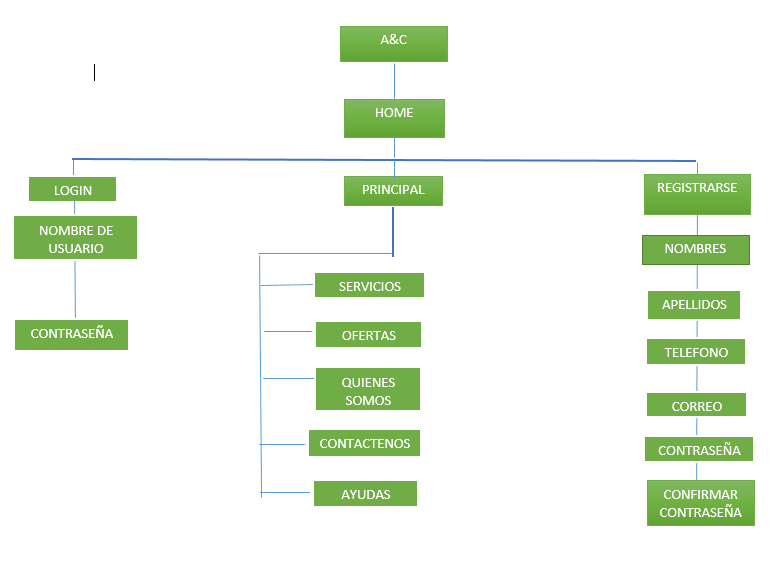 A&C
HOME
LOGIN
NOMBRE DE
USUARIO
CONTRASEÑA
PRINCIPAL
SERVICIOS
OFERTAS
QUIENES
SOMOS
CONTACTENOS
AYUDAS
REGISTRARSE
NOMBRES
APELLIDOS
TELEFONO
CORREO
CONTRASEÑA
CONFIRMAR
CONTRASEÑA